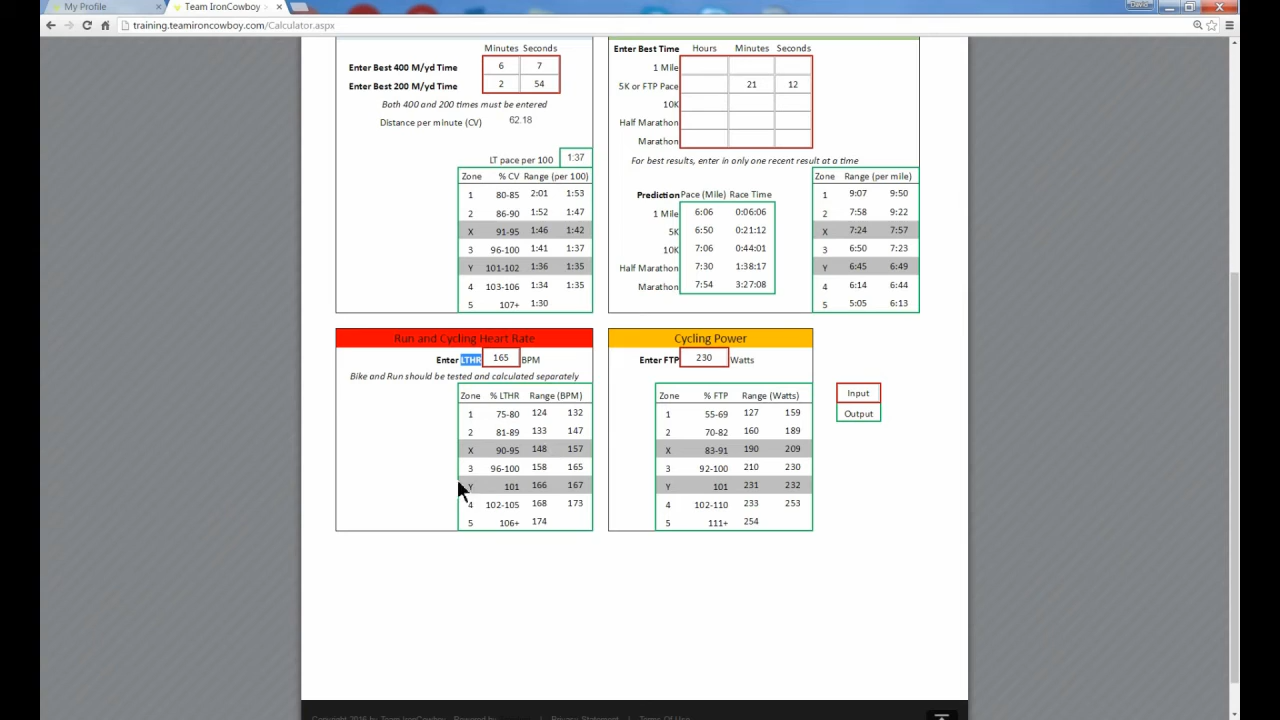 My Profile
Team IronCowboy >
David
training.teamironcowboy.com/Calculator.aspx
Minutes Seconds
Enter Best 400 M/yd Time 6 7
Enter Best 200 M/yd Time 2 54
Both 400 and 200 times must be entered
Distance per minute (CV) 62.18
LT pace per 100 1:37
Zone % CV Range (per 100)
1 80-85 2:01 1:53
2 86-90 1:52 1:47
X 91-95 1:46 1:42
3 96-100 1:41 1:37
Y 101-102 1:36 1:35
4 103-106 1:34 1:35
5 107+ 1:30
Enter Best Time Hours Minutes Seconds
1 Mile
5K or FTP Pace 21 12
10K
Half Marathon
Marathon
For best results, enter in only one recent result at a time
Prediction Pace (Mile) Race Time
1 Mile 6:06 0:06:06
5K 6:50 0:21:12
10K 7:06 0:44:01
Half Marathon 7:30 1:38:17
Marathon 7:54 3:27:08
Zone Range (per mile)
1 9:07 9:50
2 7:58 9:22
X 7:24 7:57
3 6:50 7:23
Y 6:45 6:49
4 6:14 6:44
5 5:05 6:13
Run and Cycling Heart Rate
Enter LTHR 165 BPM
Bike and Run should be tested and calculated separately
Zone % LTHR Range (BPM)
1 75-80 124 132
2 81-89 133 147
X 90-95 148 157
3 96-100 158 165
Y 101 166 167
4 102-105 168 173
5 106+ 174
Cycling Power
Enter FTP 230 Watts
Zone % FTP Range (Watts)
1 55-69 127 159
2 70-82 160 189
X 83-91 190 209
3 92-100 210 230
Y 101 231 232
4 102-110 233 253
5 111+ 254
Input
Output
Copyright 2016 by Team IronCowboy Powered by | Privacy Statement | Terms Of Use